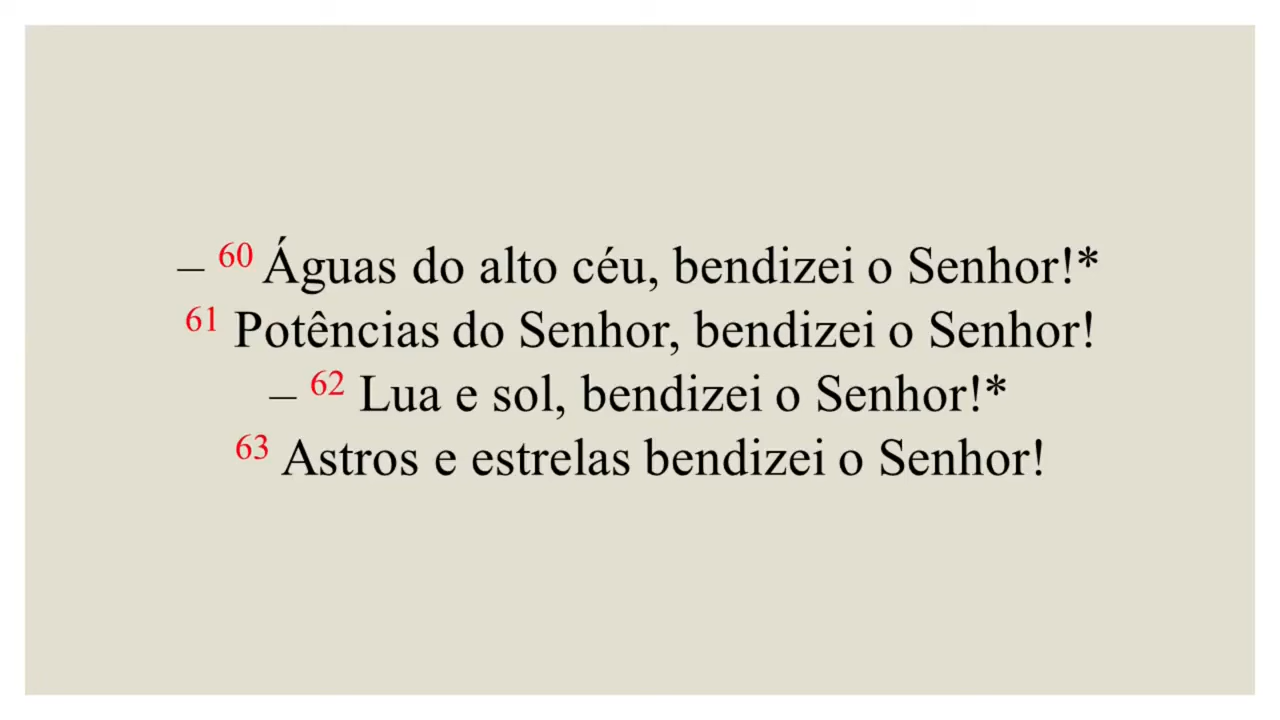 – 60 Águas do alto céu, bendizei o Senhor!*
61 Potências do Senhor, bendizei o Senhor!
– 62 Lua e sol, bendizei o Senhor!*
63 Astros e estrelas bendizei o Senhor!